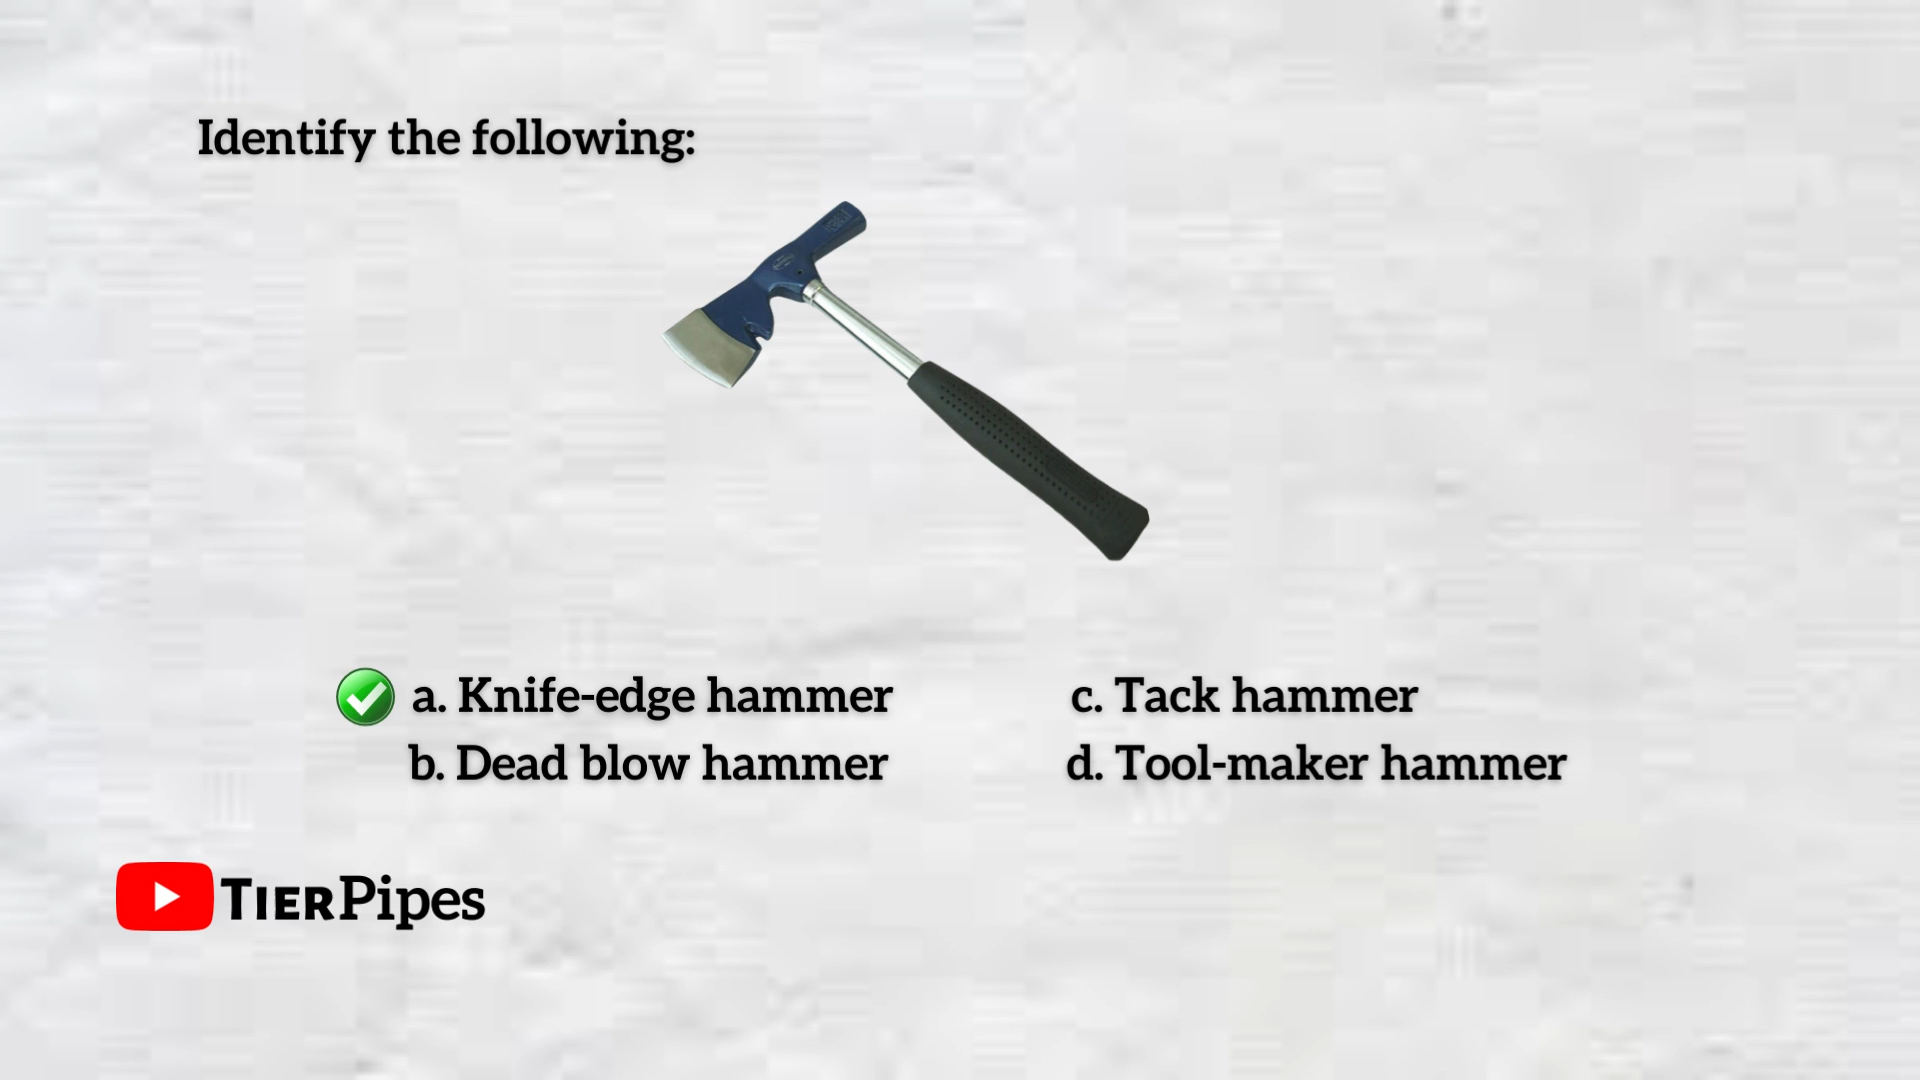 Identify the following:
a. Knife-edge hammer
b. Dead blow hammer
c. Tack hammer
d. Tool-maker hammer
TierPipes